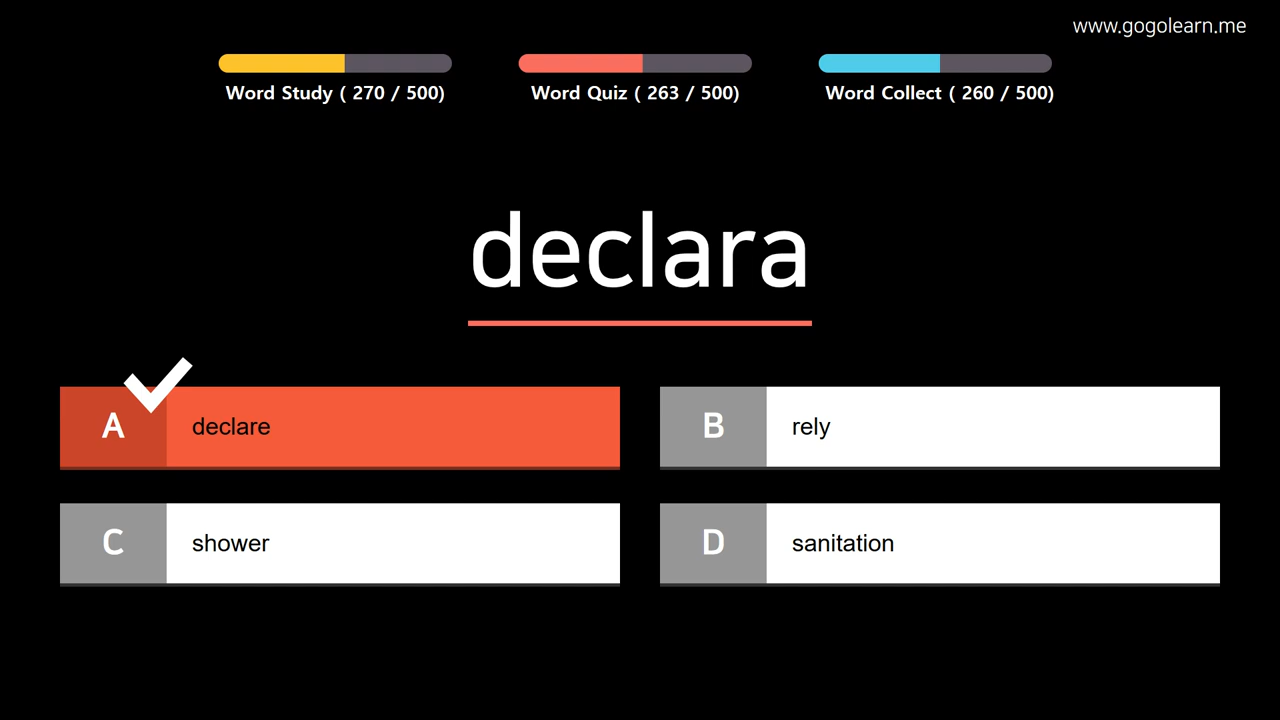 www.gogolearn.me
Word Study ( 270 / 500)
Word Quiz ( 263 / 500)
Word Collect ( 260 / 500)
declara
A declare
B rely
C shower
D sanitation